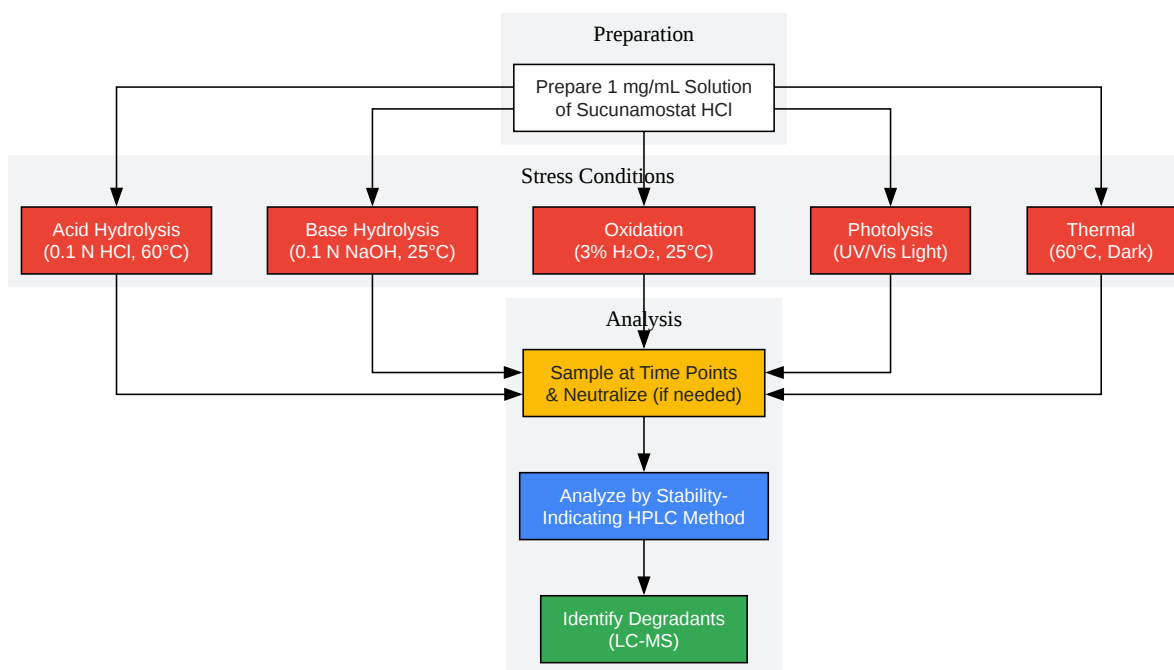 Preparation
Prepare 1 mg/mL Solution
of Sucunamostat HCl
Stress Conditions
Acid Hydrolysis
(0.1 N HCl, 60°C)
Base Hydrolysis
(0.1 N NaOH, 25°C)
Oxidation
(3% H₂O₂, 25°C)
Photolysis
(UV/Vis Light)
Thermal
(60°C, Dark)
Analysis
Sample at Time Points
& Neutralize (if needed)
Analyze by Stability-
Indicating HPLC Method
Identify Degradants
(LC-MS)